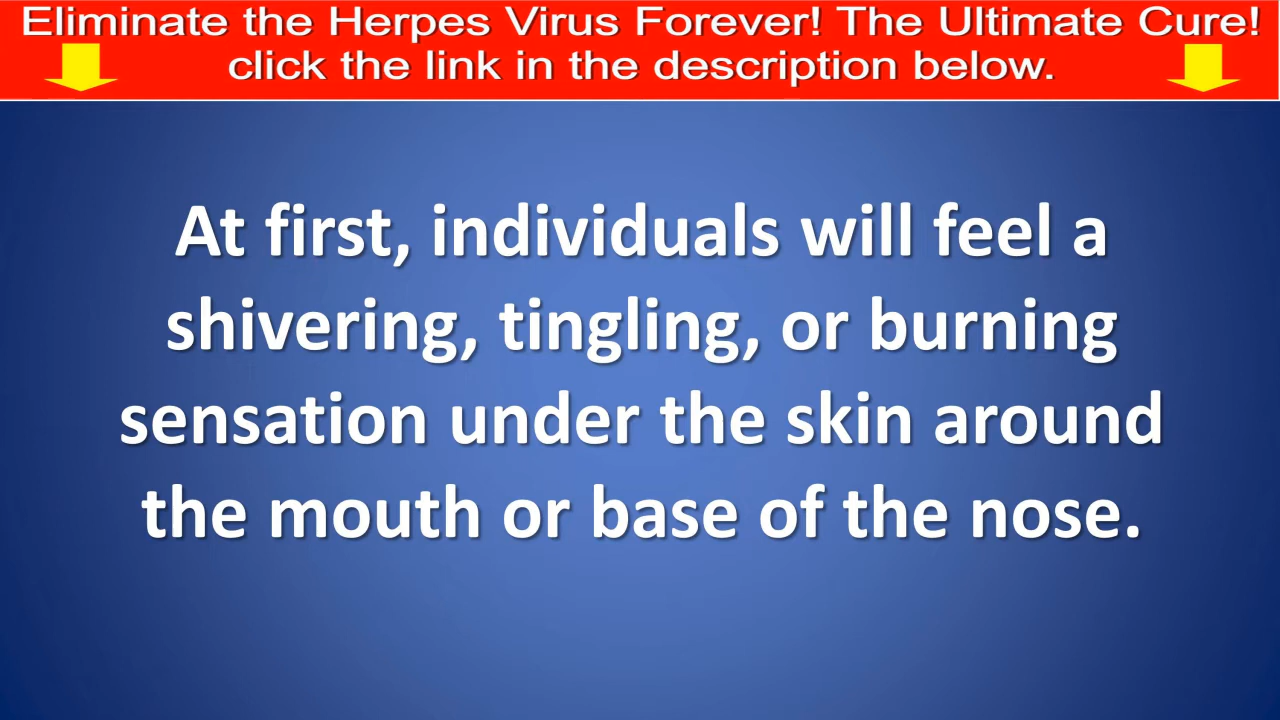 Eliminate the Herpes Virus Forever! The Ultimate Cure!
click the link in the description below.
At first, individuals will feel a
shivering, tingling, or burning
sensation under the skin around
the mouth or base of the nose.